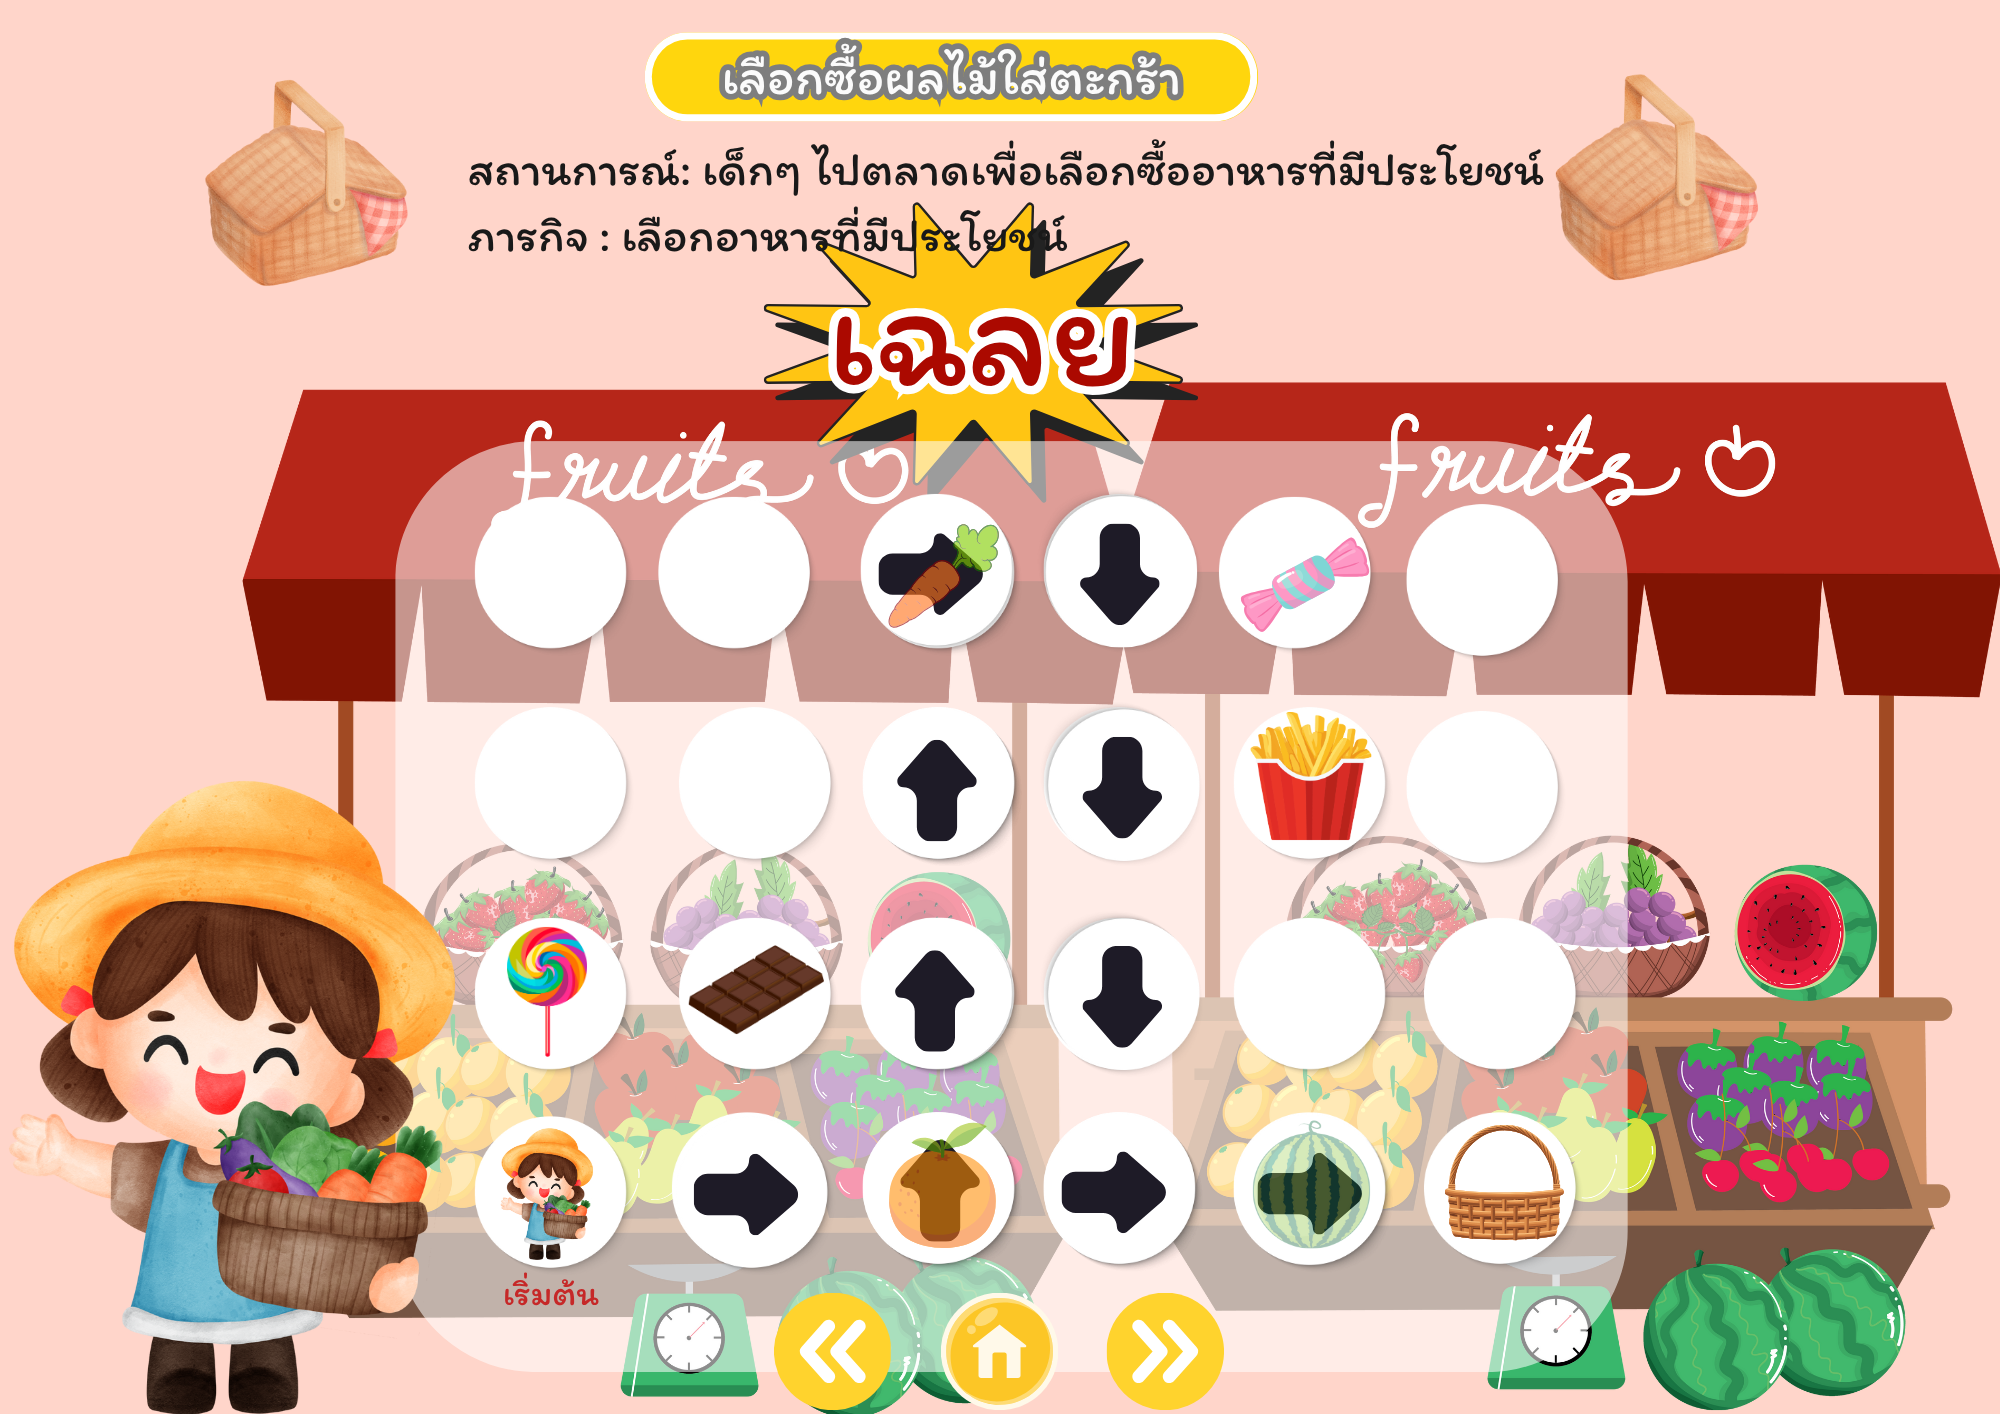 เลือกซื้อผลไม้ใส่ตะกร้า
สถานการณ์: เด็กๆ ไปตลาดเพื่อเลือกซื้ออาหารที่มีประโยชน์
ภารกิจ : เลือกอาหารที่มีประโยชน์
เฉลย
fruits
fruits
เริ่มต้น